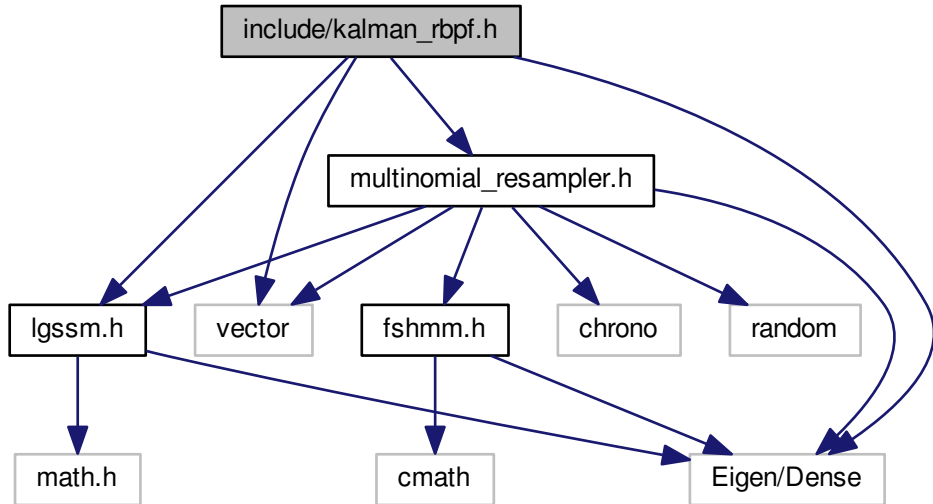 include/kalman_rbpf.h
multinomial_resampler.h
lgssm.h
vector
fshmm.h
chrono
random
math.h
cmath
Eigen/Dense